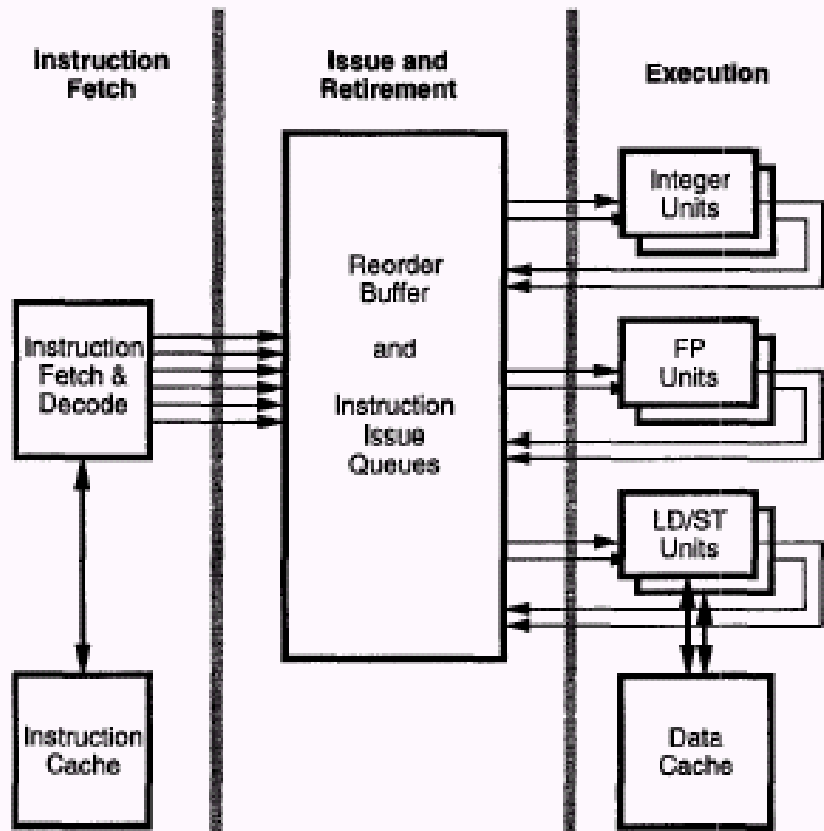 Instruction
Fetch
Issue and
Retirement
Execution
Integer
Units
Reorder
Buffer
and
Instruction
Issue
Queues
Instruction
Fetch &
Decode
FP
Units
LD/ST
Units
Instruction
Cache
Data
Cache